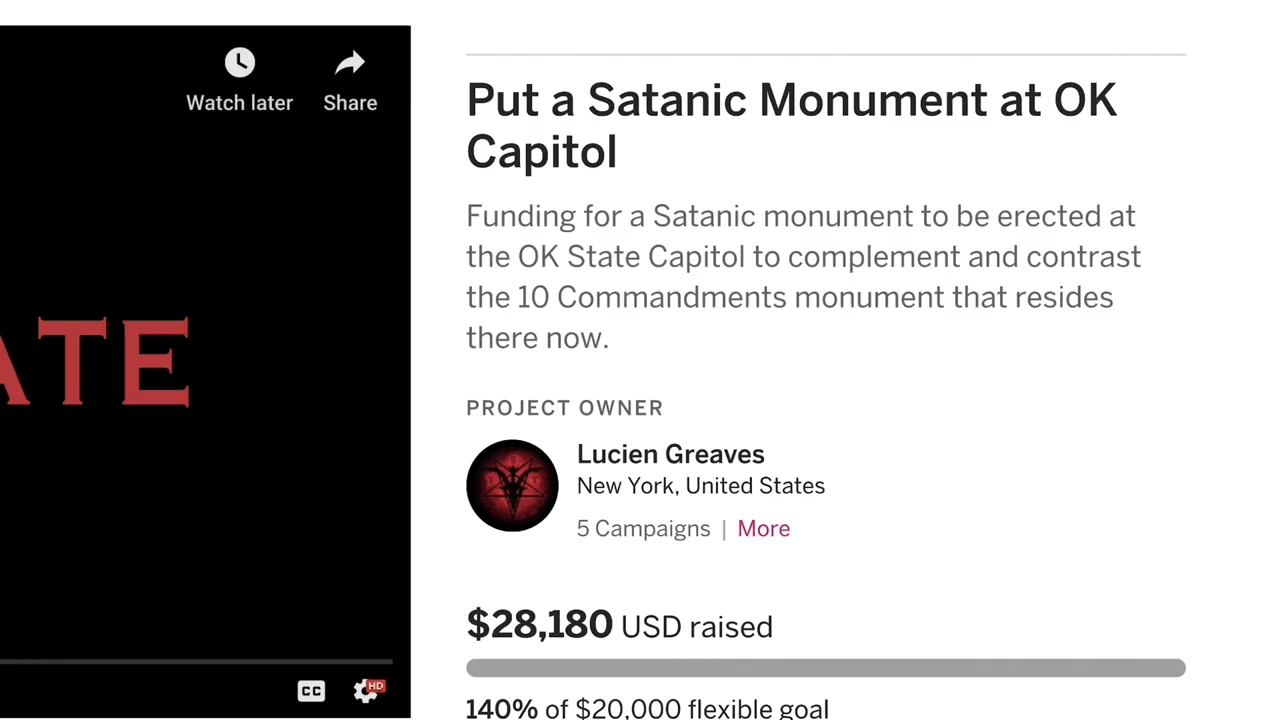 Watch later
Share
ATE
CC
HD
Put a Satanic Monument at OK
Capitol
Funding for a Satanic monument to be erected at
the OK State Capitol to complement and contrast
the 10 Commandments monument that resides
there now.
PROJECT OWNER
Lucien Greaves
New York, United States
5 Campaigns | More
$28,180 USD raised
140% of $20,000 flexible goal